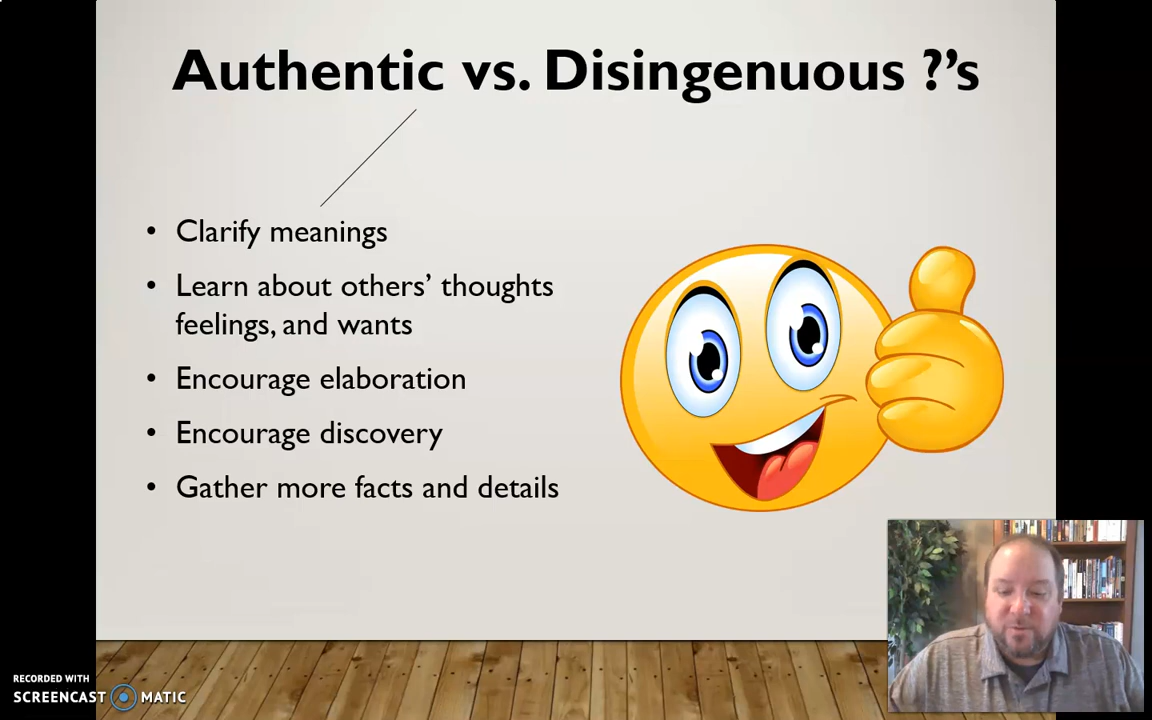 Authentic vs. Disingenuous ?’s
• Clarify meanings
• Learn about others’ thoughts
feelings, and wants
• Encourage elaboration
• Encourage discovery
• Gather more facts and details
RECORDED WITH
SCREENCAST MATIC